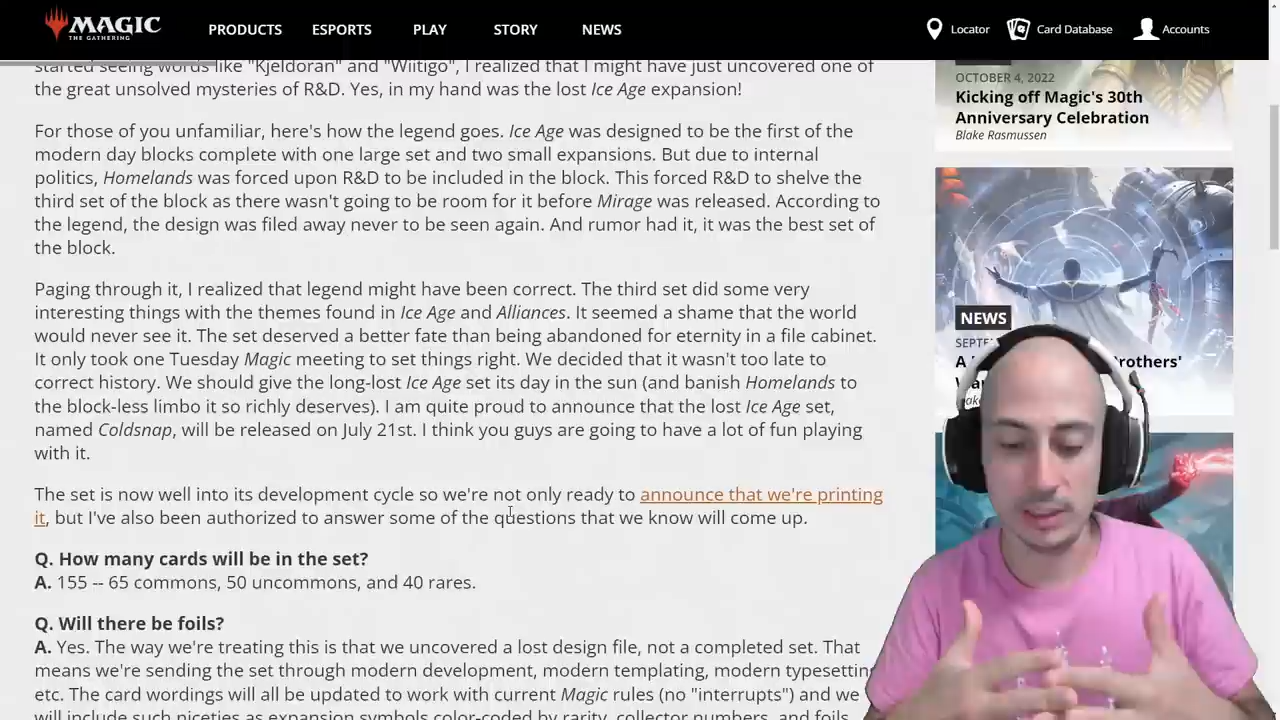 MAGIC
THE GATHERING
PRODUCTS
ESPORTS
PLAY
STORY
NEWS
Locator
Card Database
Accounts
started seeing words like "Kjeldoran" and "Wiitigo", I realized that I might have just uncovered one of
the great unsolved mysteries of R&D. Yes, in my hand was the lost Ice Age expansion!
For those of you unfamiliar, here's how the legend goes. Ice Age was designed to be the first of the
modern day blocks complete with one large set and two small expansions. But due to internal
politics, Homelands was forced upon R&D to be included in the block. This forced R&D to shelve the
third set of the block as there wasn't going to be room for it before Mirage was released. According to
the legend, the design was filed away never to be seen again. And rumor had it, it was the best set of
the block.
Paging through it, I realized that legend might have been correct. The third set did some very
interesting things with the themes found in Ice Age and Alliances. It seemed a shame that the world
would never see it. The set deserved a better fate than being abandoned for eternity in a file cabinet.
It only took one Tuesday Magic meeting to set things right. We decided that it wasn't too late to
correct history. We should give the long-lost Ice Age set its day in the sun (and banish Homelands to
the block-less limbo it so richly deserves). I am quite proud to announce that the lost Ice Age set,
named Coldsnap, will be released on July 21st. I think you guys are going to have a lot of fun playing
with it.
The set is now well into its development cycle so we're not only ready to announce that we're printing
it, but I've also been authorized to answer some of the questions that we know will come up.
Q. How many cards will be in the set?
A. 155 -- 65 commons, 50 uncommons, and 40 rares.
Q. Will there be foils?
A. Yes. The way we're treating this is that we uncovered a lost design file, not a completed set. That
means we're sending the set through modern development, modern templating, modern typesetting
etc. The card wordings will all be updated to work with current Magic rules (no "interrupts") and we
will include such niceties as expansion symbols color-coded by rarity, collector numbers, and foils.
OCTOBER 4, 2022
Kicking off Magic's 30th
Anniversary Celebration
Blake Rasmussen
NEWS
A
rothers'